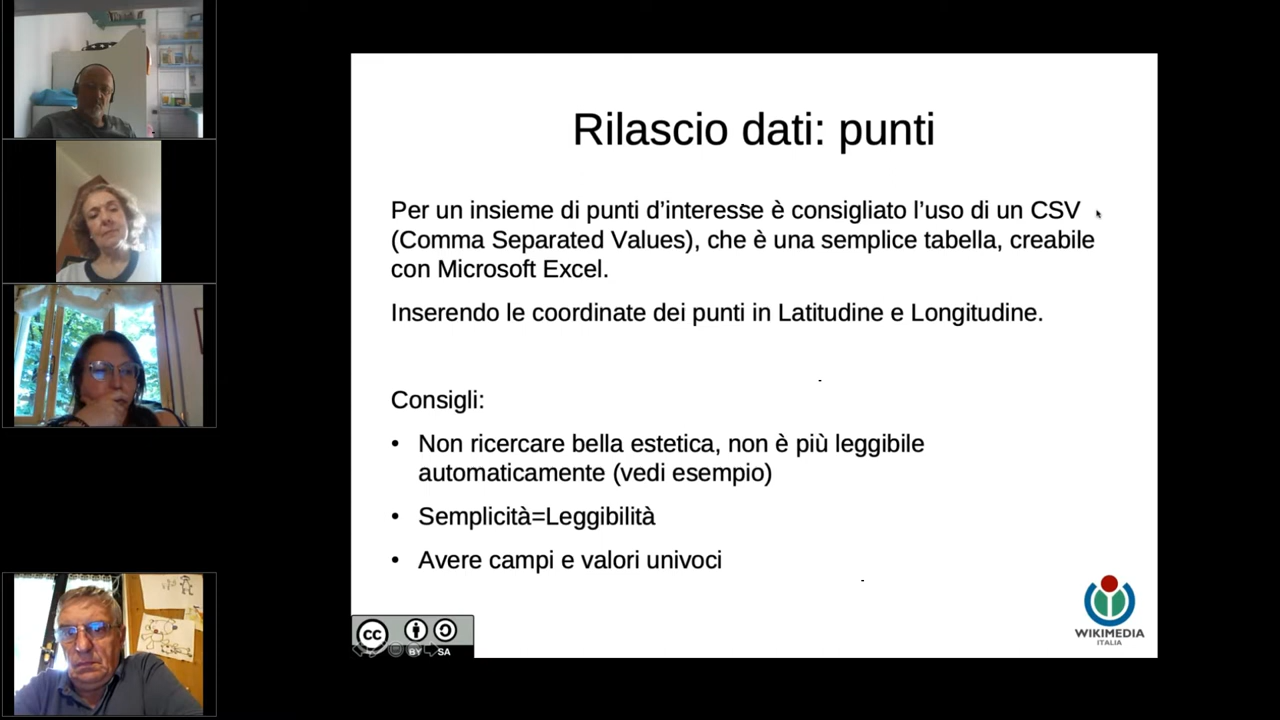 Rilascio dati: punti
Per un insieme di punti d’interesse è consigliato l’uso di un CSV
(Comma Separated Values), che è una semplice tabella, creabile
con Microsoft Excel.
Inserendo le coordinate dei punti in Latitudine e Longitudine.
Consigli:
• Non ricercare bella estetica, non è più leggibile
automaticamente (vedi esempio)
• Semplicità=Leggibilità
• Avere campi e valori univoci
cc
BY SA
WIKIMEDIA
ITALIA